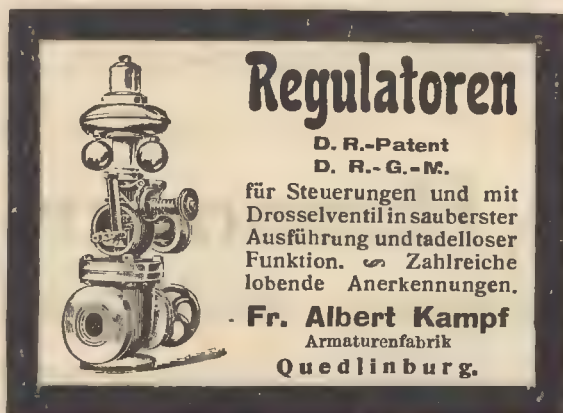 Regulatoren
D. R.-Patent
D. R.-G.-M.
für Steuerungen und mit
Drosselventil in sauberster
Ausführung und tadelloser
Funktion. Zahlreiche
lobende Anerkennungen.
Fr. Albert Kampf
Armaturenfabrik
Quedlinburg.